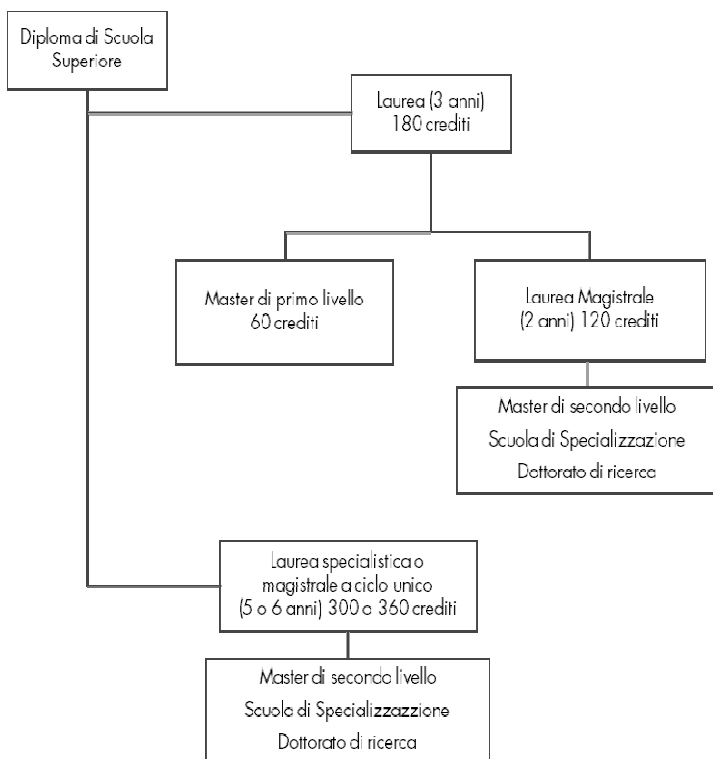 Diploma di Scuola
Superiore
Laurea (3 anni)
180 crediti
Master di primo livello
60 crediti
Laurea Magistrale
(2 anni) 120 crediti
Master di secondo livello
Scuola di Specializzazione
Dottorato di ricerca
Laurea specialistica o
magistrale a ciclo unico
(5 o 6 anni) 300 o 360 crediti
Master di secondo livello
Scuola di Specializzazzione
Dottorato di ricerca